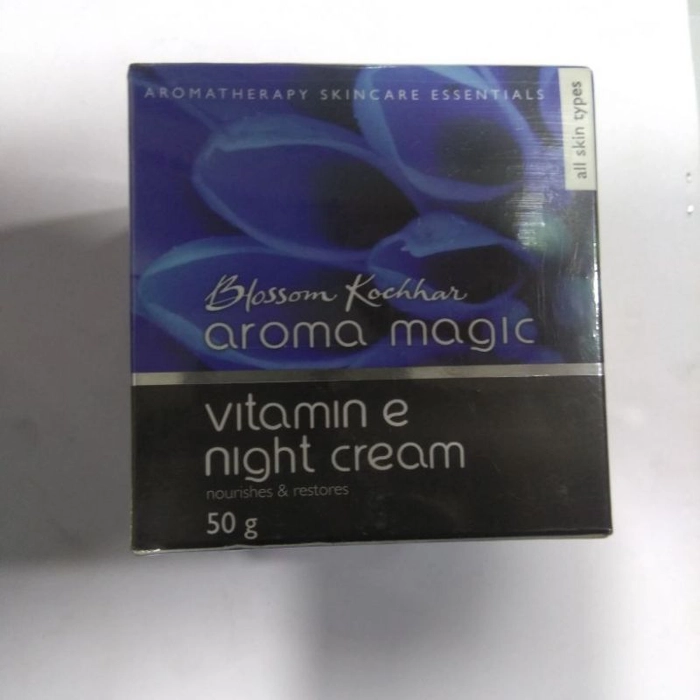 AROMATHERAPY SKINCARE ESSENTIALS
all skin types
Blossom Kochhar
aroma magic
vitamin e
night cream
nourishes & restores
50 g